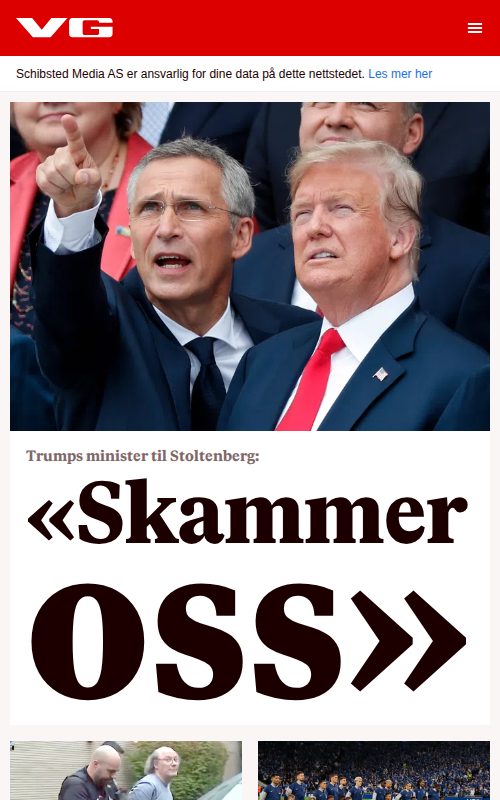 VG
Schibsted Media AS er ansvarlig for dine data på dette nettstedet. Les mer her
Trumps minister til Stoltenberg:
«Skammer
oss»